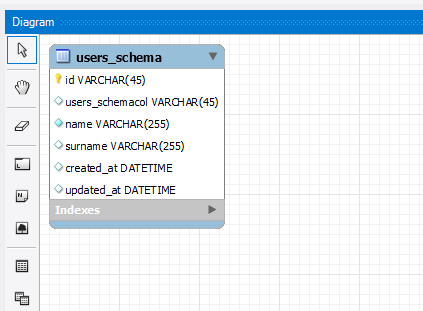 Diagram
users_schema
id VARCHAR(45)
users_schemacol VARCHAR(45)
name VARCHAR(255)
surname VARCHAR(255)
created_at DATETIME
updated_at DATETIME
Indexes